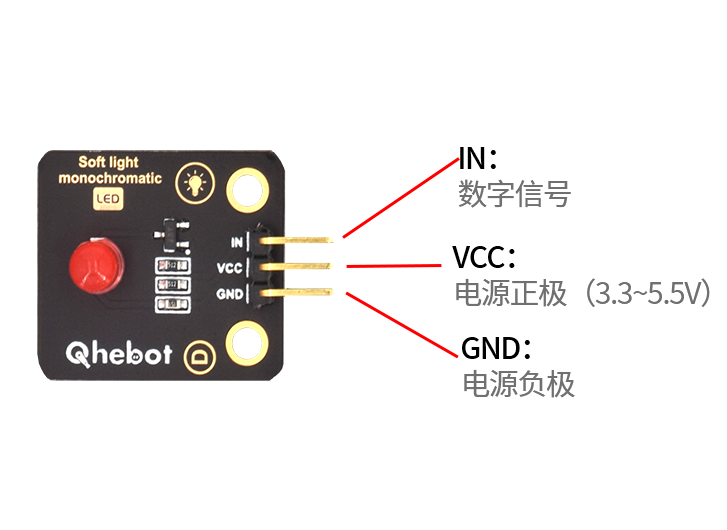 Soft light
monochromatic
LED
IN
VCC
GND
Qhebot
D
IN：
数字信号
VCC：
电源正极（3.3~5.5V）
GND：
电源负极